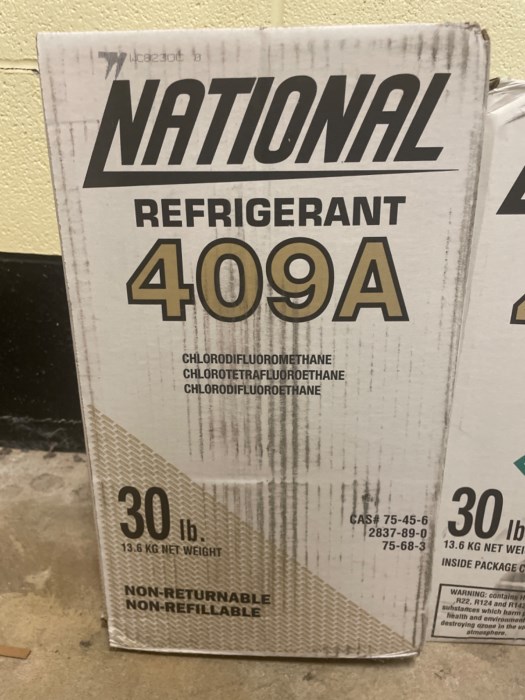 NATIONAL
REFRIGERANT
409A
CHLORODIFLUOROMETHANE
CHLOROTETRAFLUOROETHANE
CHLORODIFLUOROETHANE
30 lb.
13.6 KG NET WEIGHT
CAS# 75-45-6
2837-89-0
75-68-3
NON-RETURNABLE
NON-REFILLABLE
30 lb
13.6 KG NET WEI
INSIDE PACKAGE C
WARNING: contains
R22, R124 and R14
substances which harm
health and environment
destroying ozone in the
atmosphere.